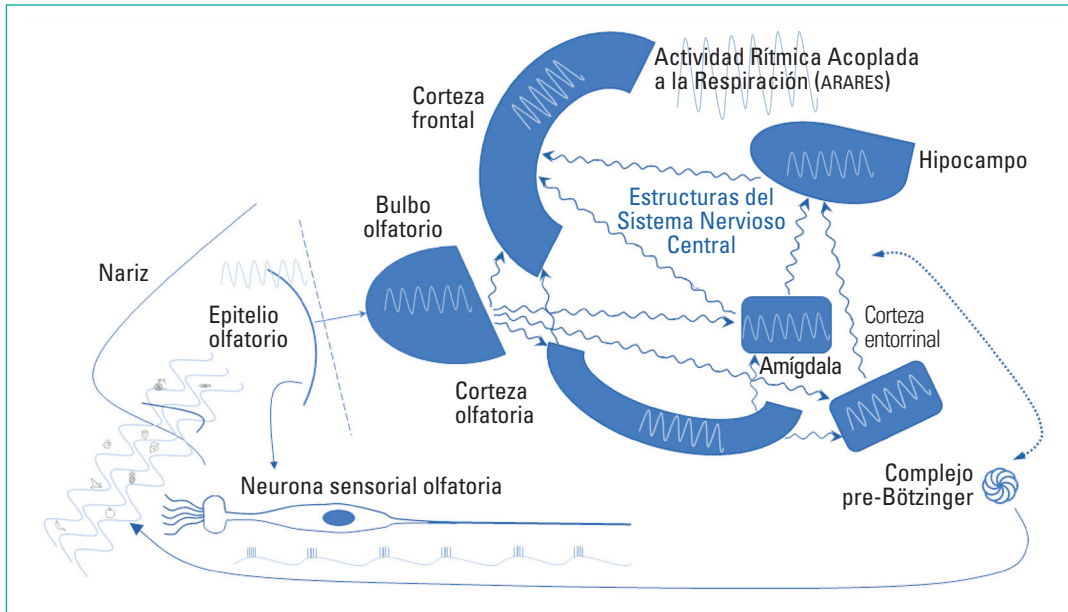 Actividad Rítmica Acoplada
a la Respiración (ARARES)
Corteza
frontal
Hipocampo
Estructuras del
Sistema Nervioso
Central
Bulbo
olfatorio
Nariz
Epitelio
olfatorio
Corteza
entorrinal
Amígdala
Corteza
olfatoria
Complejo
pre-Bötzinger
Neurona sensorial olfatoria